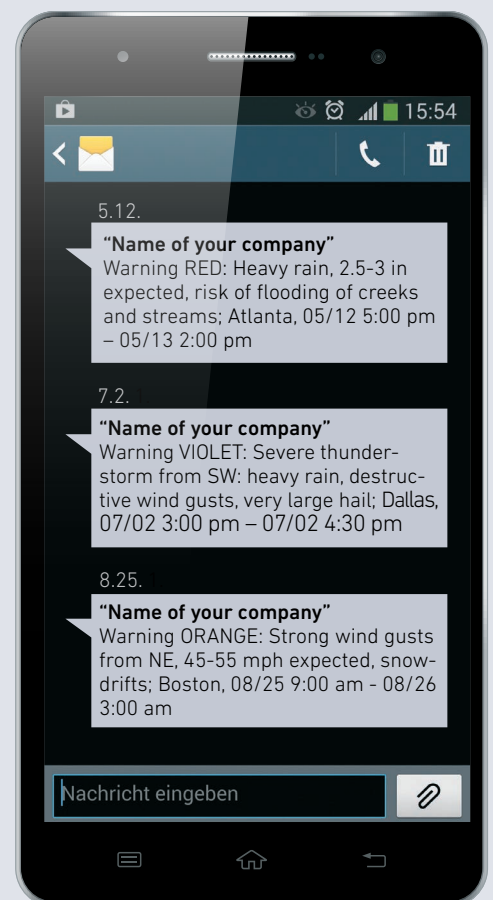 15:54
5.12.
“Name of your company”
Warning RED: Heavy rain, 2.5-3 in
expected, risk of flooding of creeks
and streams; Atlanta, 05/12 5:00 pm
– 05/13 2:00 pm
7.2.
“Name of your company”
Warning VIOLET: Severe thunder-
storm from SW: heavy rain, destruc-
tive wind gusts, very large hail; Dallas,
07/02 3:00 pm – 07/02 4:30 pm
8.25.
“Name of your company”
Warning ORANGE: Strong wind gusts
from NE, 45-55 mph expected, snow-
drifts; Boston, 08/25 9:00 am - 08/26
3:00 am
Nachricht eingeben